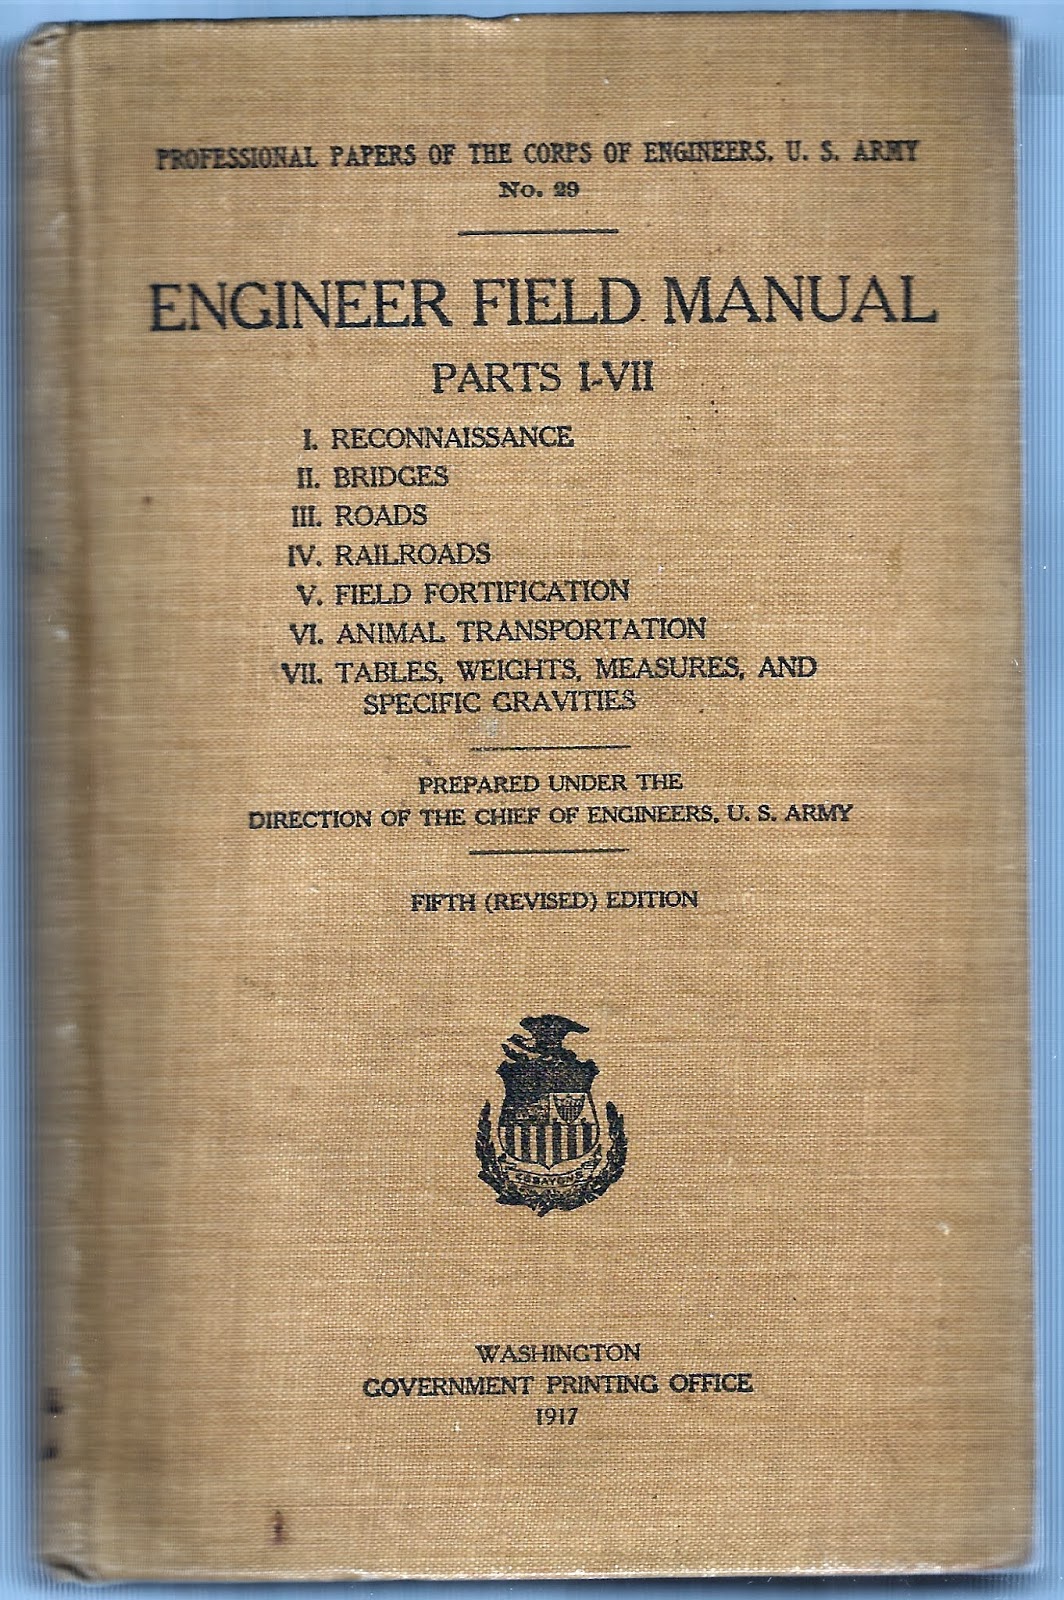 PROFESSIONAL PAPERS OF THE CORPS OF ENGINEERS, U. S. ARMY
No. 29
ENGINEER FIELD MANUAL
PARTS I-VII
I. RECONNAISSANCE
II. BRIDGES
III. ROADS
IV. RAILROADS
V. FIELD FORTIFICATION
VI. ANIMAL TRANSPORTATION
VII. TABLES, WEIGHTS, MEASURES, AND
SPECIFIC GRAVITIES
PREPARED UNDER THE
DIRECTION OF THE CHIEF OF ENGINEERS, U. S. ARMY
FIFTH (REVISED) EDITION
ESSAYONS
WASHINGTON
GOVERNMENT PRINTING OFFICE
1917